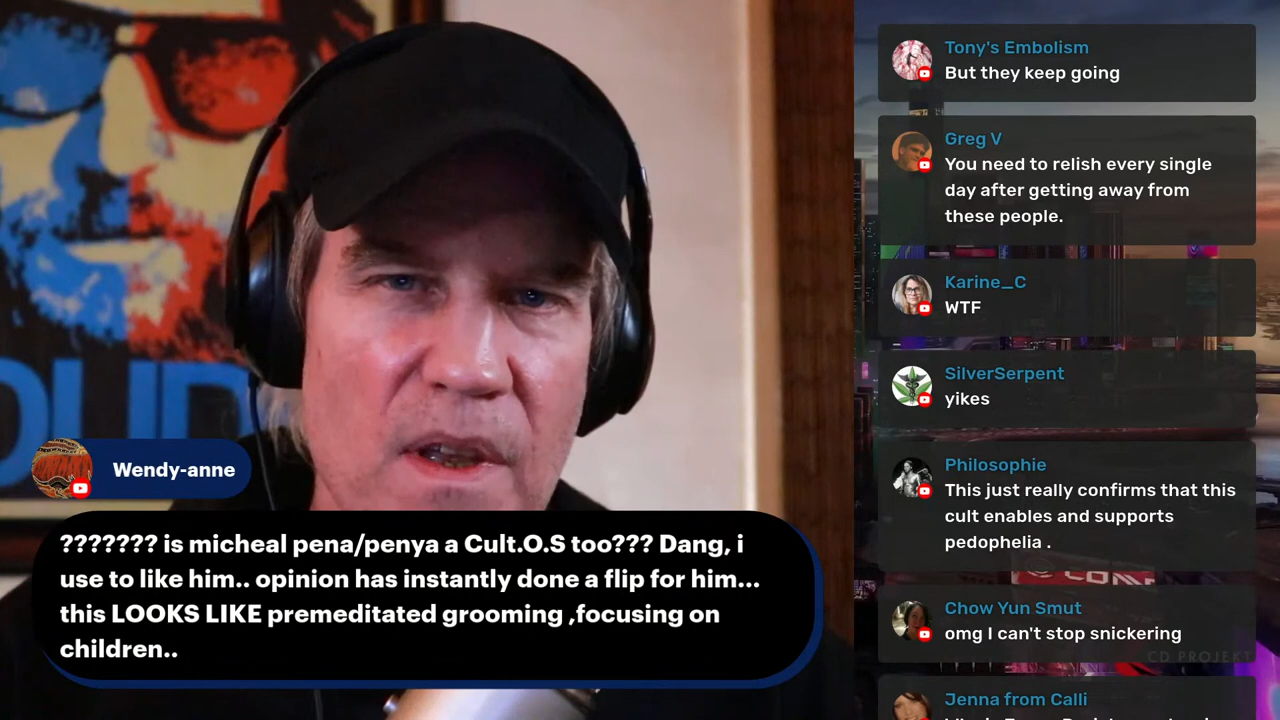 Wendy-anne
??????? is micheal pena/penya a Cult.O.S too??? Dang, i
use to like him.. opinion has instantly done a flip for him...
this LOOKS LIKE premeditated grooming ,focusing on
children..
Tony's Embolism
But they keep going
Greg V
You need to relish every single
day after getting away from
these people.
Karine_C
WTF
SilverSerpent
yikes
Philosophie
This just really confirms that this
cult enables and supports
pedophelia .
Chow Yun Smut
omg I can't stop snickering
CD PROJEKT
Jenna from Calli